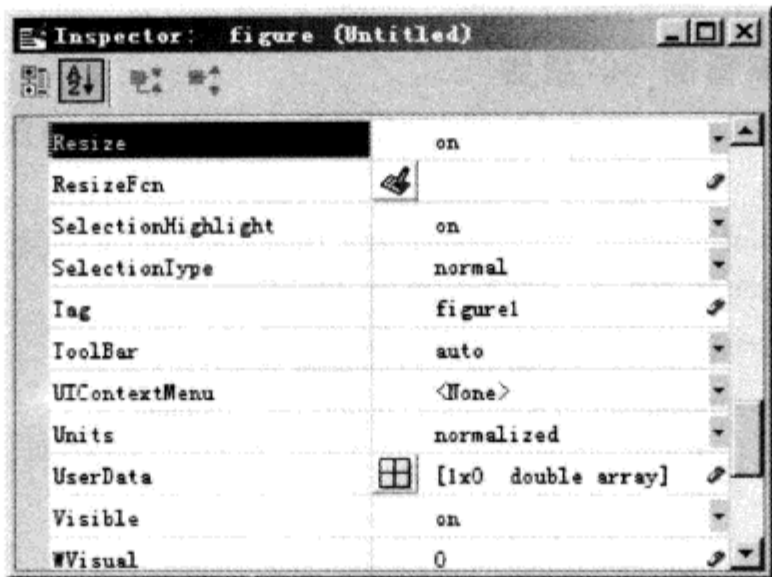 Inspector: figure (Untitled)
Resize on
ResizeFcn
SelectionHighlight on
SelectionType normal
Tag figure1
ToolBar auto
UIContextMenu <None>
Units normalized
UserData [1x0 double array]
Visible on
WVisual 0